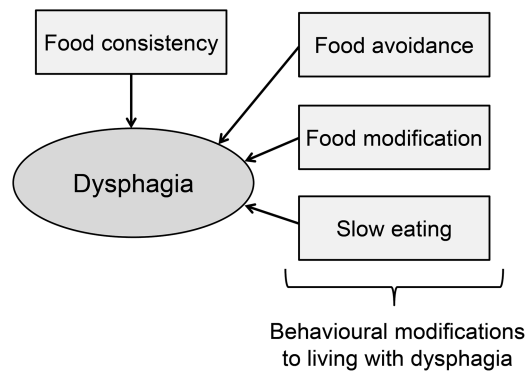 Food consistency
Food avoidance
Food modification
Dysphagia
Slow eating
Behavioural modifications
to living with dysphagia